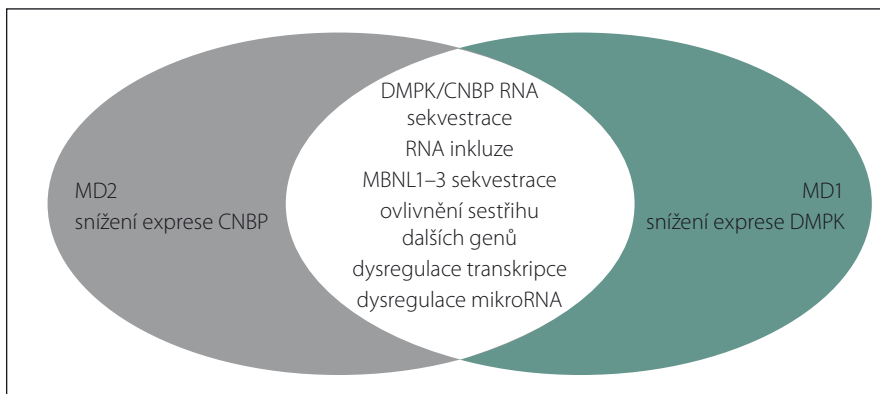 MD2
snížení exprese CNBP
DMPK/CNBP RNA
sekvestrace
RNA inkluze
MBNL1–3 sekvestrace
ovlivnění sestřihu
dalších genů
dysregulace transkripce
dysregulace mikroRNA
MD1
snížení exprese DMPK